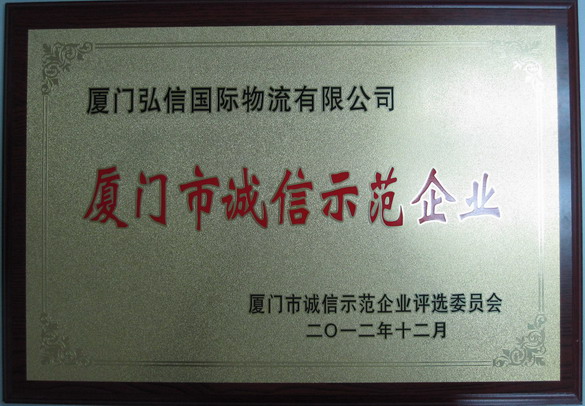 厦门弘信国际物流有限公司
厦门市诚信示范企业
厦门市诚信示范企业评选委员会
二〇一二年十二月